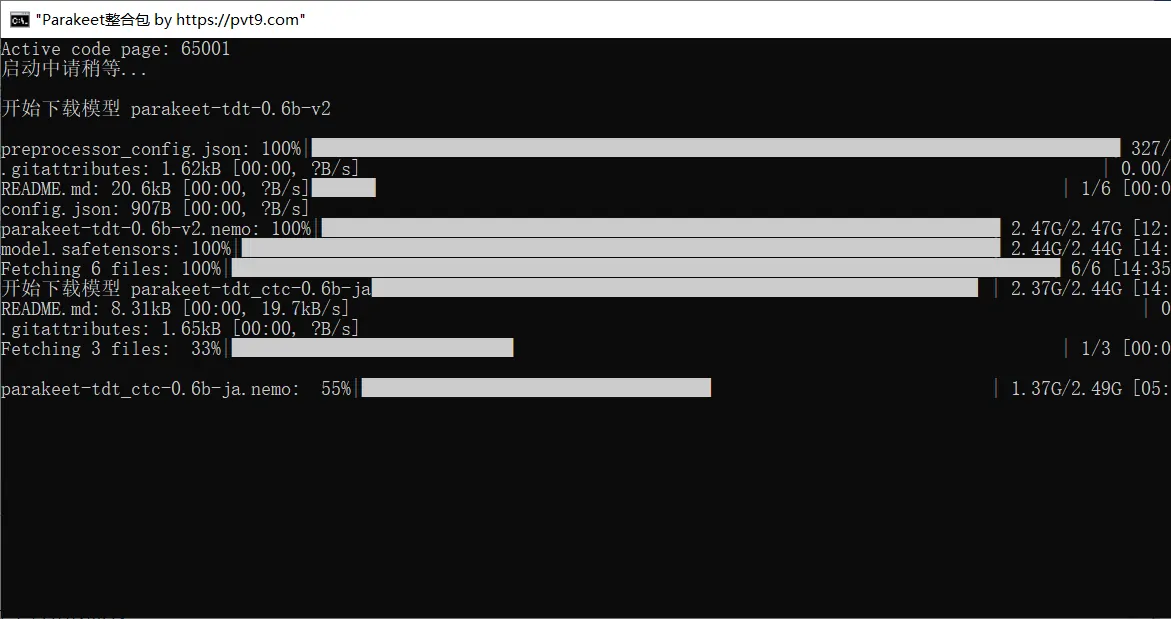 "Parakeet整合包 by https://pvt9.com"
Active code page: 65001
启动中请稍等...
开始下载模型 parakeet-tdt-0.6b-v2
preprocessor_config.json: 100%| 327/
.gitattributes: 1.62kB [00:00, ?B/s] | 0.00/
README.md: 20.6kB [00:00, ?B/s] | 1/6 [00:0
config.json: 907B [00:00, ?B/s]
parakeet-tdt-0.6b-v2.nemo: 100%| 2.47G/2.47G [12:
model.safetensors: 100%| 2.44G/2.44G [14:
Fetching 6 files: 100%| 6/6 [14:35
开始下载模型 parakeet-tdt_ctc-0.6b-ja | 2.37G/2.44G [14:
README.md: 8.31kB [00:00, 19.7kB/s] | 0
.gitattributes: 1.65kB [00:00, ?B/s]
Fetching 3 files: 33%| | 1/3 [00:0
parakeet-tdt_ctc-0.6b-ja.nemo: 55%| | 1.37G/2.49G [05: